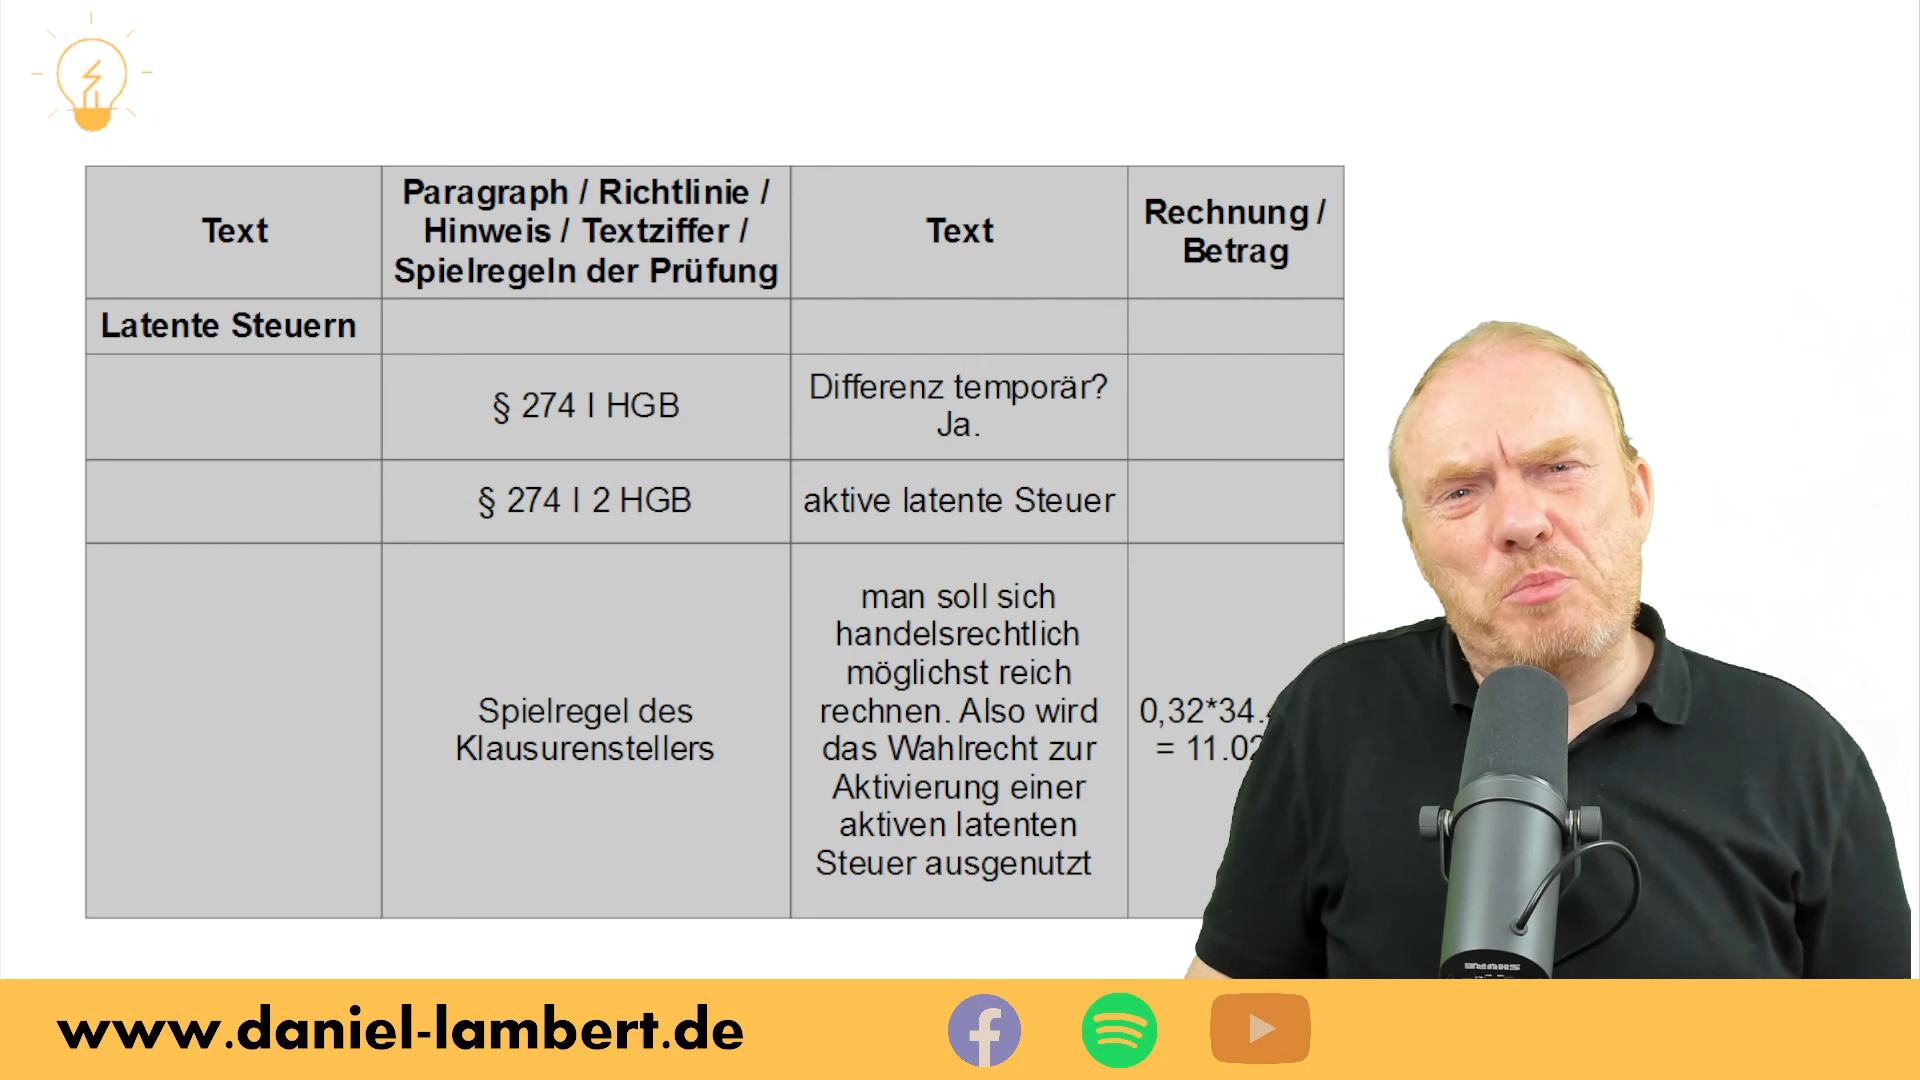 Text
Paragraph / Richtlinie /
Hinweis / Textziffer /
Spielregeln der Prüfung
Text
Rechnung /
Betrag
Latente Steuern
§ 274 I HGB
Differenz temporär?
Ja.
§ 274 I 2 HGB
aktive latente Steuer
Spielregel des
Klausurenstellers
man soll sich
handelsrechtlich
möglichst reich
rechnen. Also wird
das Wahlrecht zur
Aktivierung einer
aktiven latenten
Steuer ausgenutzt
0,32*34.
= 11.02
SHURE
www.daniel-lambert.de